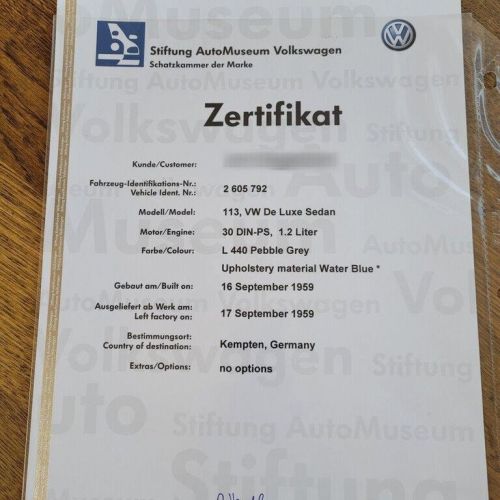 Stiftung AutoMuseum Volkswagen
Schatzkammer der Marke
Zertifikat
Kunde/Customer:
Fahrzeug-Identifikations-Nr.:
Vehicle Ident. Nr.: 2 605 792
Modell/Model: 113, VW De Luxe Sedan
Motor/Engine: 30 DIN-PS, 1.2 Liter
Farbe/Colour: L 440 Pebble Grey
Upholstery material Water Blue *
Gebaut am/Built on: 16 September 1959
Ausgeliefert ab Werk am:
Left factory on: 17 September 1959
Bestimmungsort:
Country of destination: Kempten, Germany
Extras/Options: no options